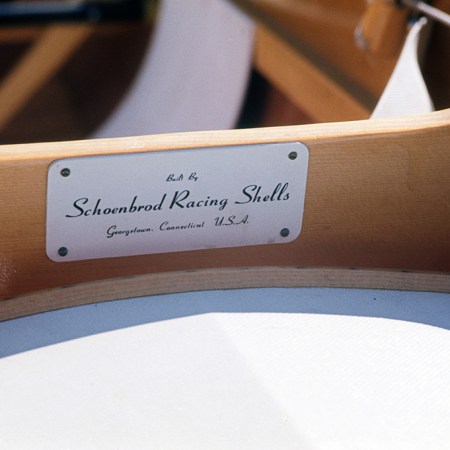 Built By
Schoenbrod Racing Shells
Georgetown, Connecticut U.S.A.